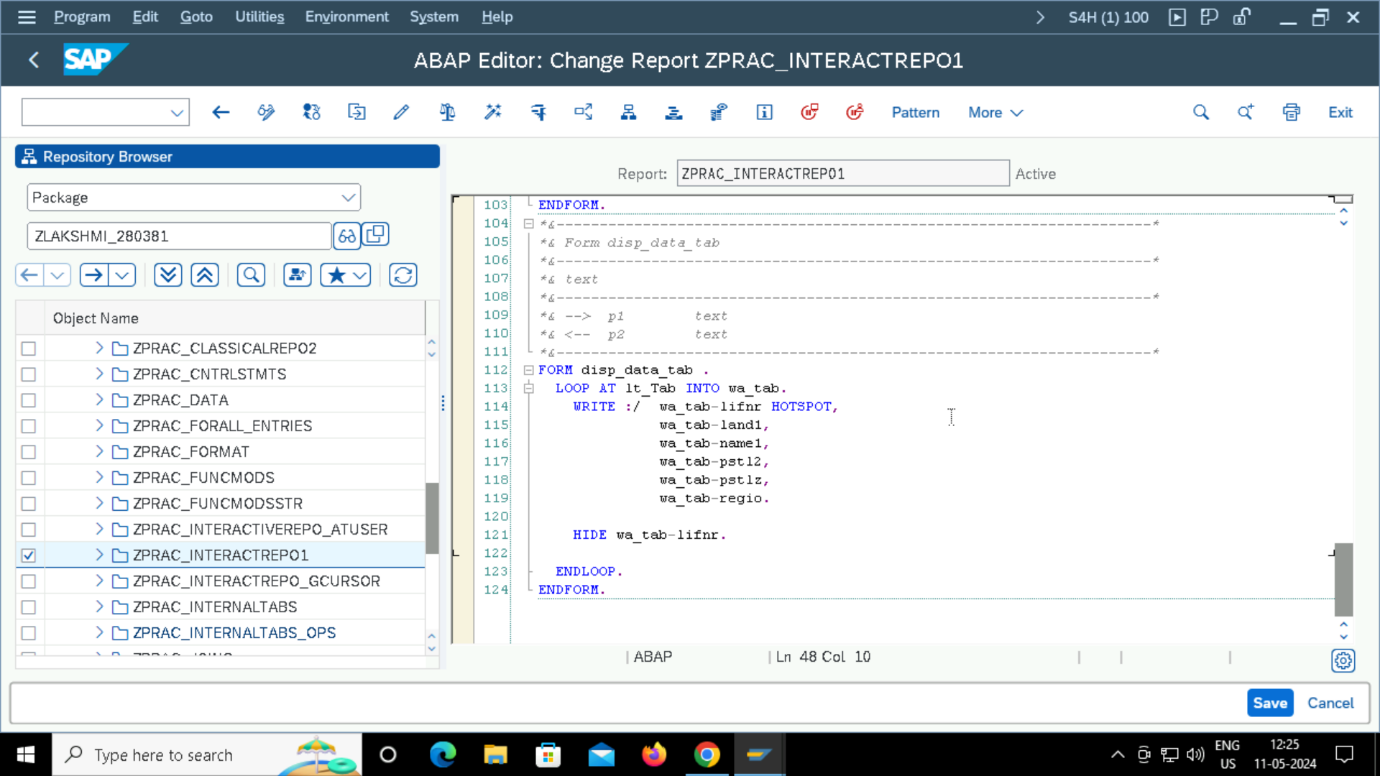 Program Edit Goto Utilities Environment System Help S4H (1) 100
SAP ABAP Editor: Change Report ZPRAC_INTERACTREPO1
Pattern More Exit
Repository Browser
Report: ZPRAC_INTERACTREPO1 Active
Package
ZLAKSHMI_280381
Object Name
ZPRAC_CLASSICALREPO2
ZPRAC_CNTRLSTMTS
ZPRAC_DATA
ZPRAC_FORALL_ENTRIES
ZPRAC_FORMAT
ZPRAC_FUNCMODS
ZPRAC_FUNCMODSSTR
ZPRAC_INTERACTIVEREPO_ATUSER
ZPRAC_INTERACTREPO1
ZPRAC_INTERACTREPO_GCURSOR
ZPRAC_INTERNALTABS
ZPRAC_INTERNALTABS_OPS
103 ENDFORM.
104 *&---------------------------------------------------------------------*
105 *& Form disp_data_tab
106 *&---------------------------------------------------------------------*
107 *& text
108 *&---------------------------------------------------------------------*
109 *& --> p1 text
110 *& <-- p2 text
111 *&---------------------------------------------------------------------*
112 FORM disp_data_tab .
113 LOOP AT lt_Tab INTO wa_tab.
114 WRITE :/ wa_tab-lifnr HOTSPOT,
115 wa_tab-land1,
116 wa_tab-name1,
117 wa_tab-pstl2,
118 wa_tab-pstlz,
119 wa_tab-regio.
120
121 HIDE wa_tab-lifnr.
122
123 ENDLOOP.
124 ENDFORM.
ABAP Ln 48 Col 10
Save Cancel
Type here to search
ENG
US
12:25
11-05-2024